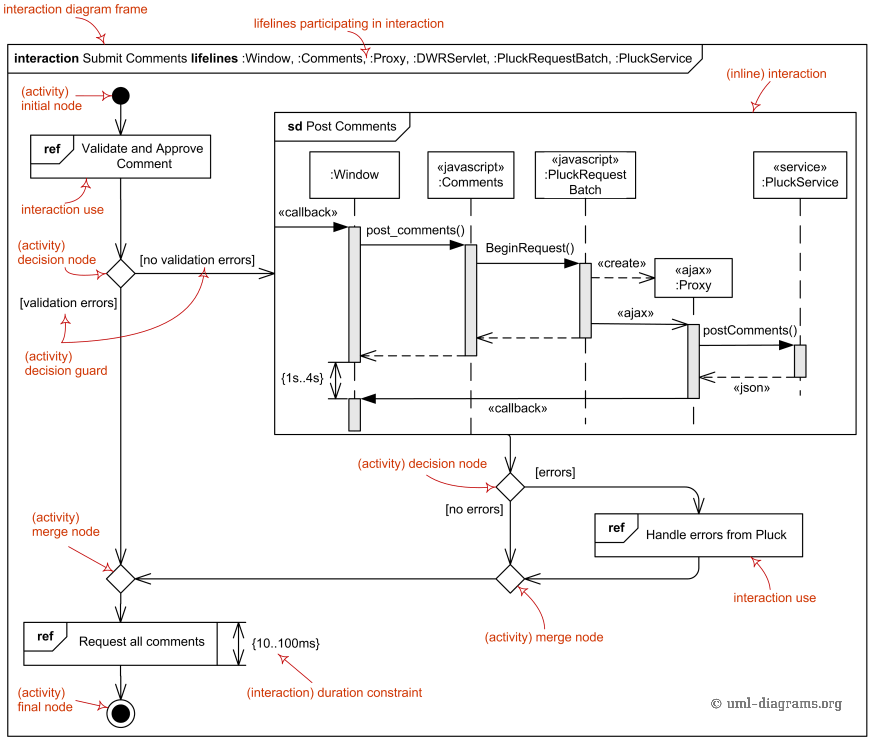 interaction diagram frame
lifelines participating in interaction
interaction Submit Comments lifelines :Window, :Comments, :Proxy, :DWRServlet, :PluckRequestBatch, :PluckService
(inline) interaction
(activity)
initial node
sd Post Comments
ref
Validate and Approve
Comment
:Window
«javascript»
:Comments
«javascript»
:PluckRequest
Batch
«service»
:PluckService
interaction use
«callback»
post_comments()
(activity)
decision node
[no validation errors]
BeginRequest()
«create»
«ajax»
:Proxy
[validation errors]
«ajax»
postComments()
(activity)
decision guard
{1s..4s}
«json»
«callback»
(activity) decision node
[errors]
[no errors]
(activity)
merge node
ref
Handle errors from Pluck
interaction use
ref
Request all comments
{10..100ms}
(activity) merge node
(activity)
final node
(interaction) duration constraint
© uml-diagrams.org